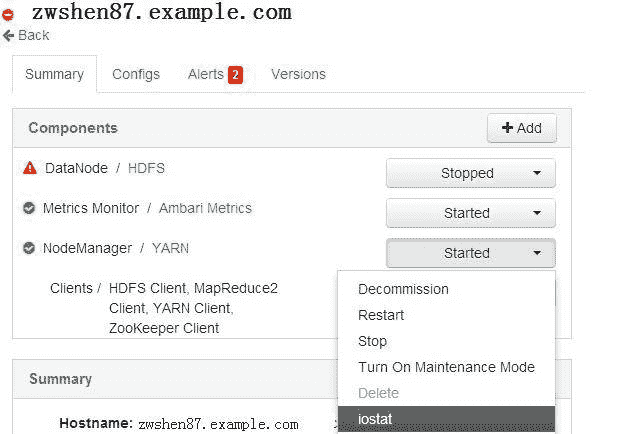 zwshen87.example.com
Back
Summary Configs Alerts 2 Versions
Components
+ Add
DataNode / HDFS Stopped
Metrics Monitor / Ambari Metrics Started
NodeManager / YARN Started
Clients / HDFS Client, MapReduce2
Client, YARN Client,
ZooKeeper Client
Decommission
Restart
Stop
Turn On Maintenance Mode
Delete
iostat
Summary
Hostname: zwshen87.example.com